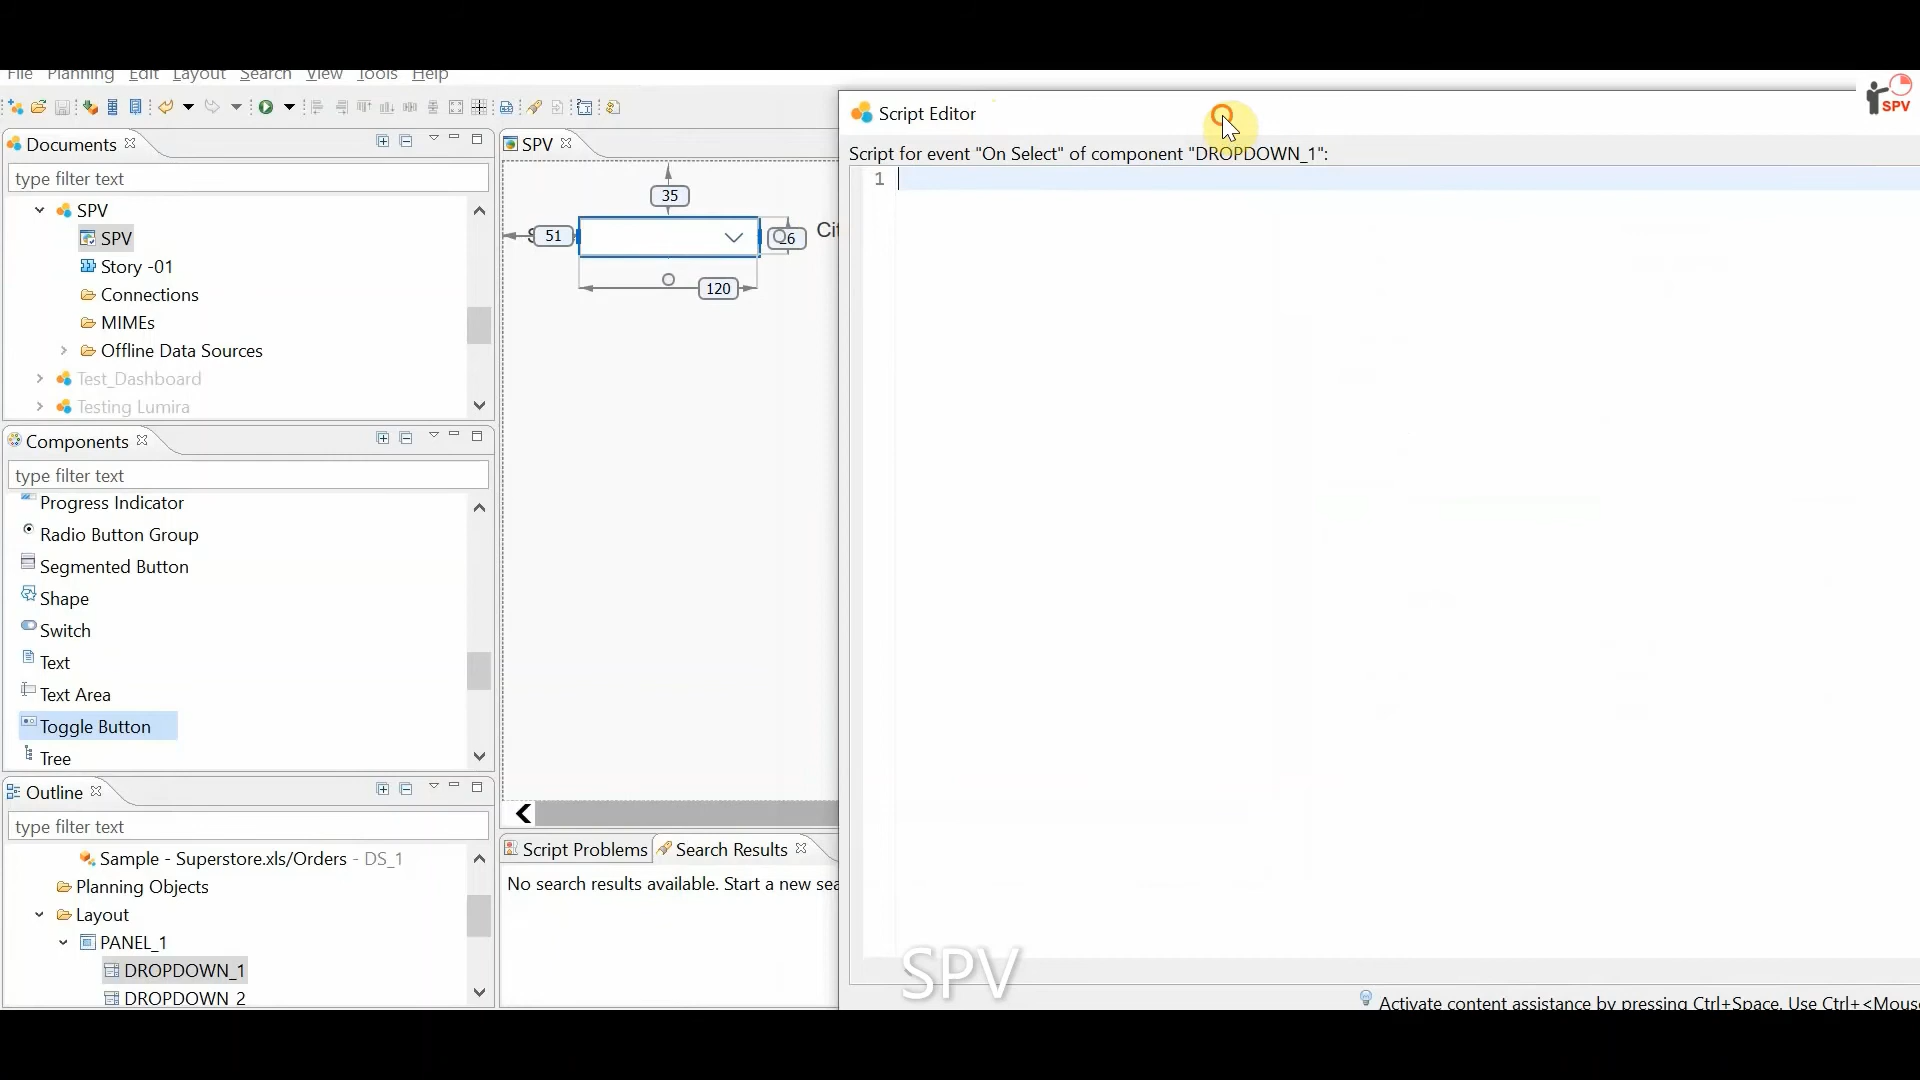 File Planning Edit Layout Search View Tools Help
SPV
Script Editor
Documents
SPV
Script for event "On Select" of component "DROPDOWN_1":
type filter text
1
35
SPV
51
26
SPV
120
Story -01
Connections
MIMEs
Offline Data Sources
Test_Dashboard
Testing Lumira
Components
type filter text
Progress Indicator
Radio Button Group
Segmented Button
Shape
Switch
Text
Text Area
Toggle Button
Tree
Outline
type filter text
Script Problems
Search Results
No search results available. Start a new sea
Sample - Superstore.xls/Orders - DS_1
Planning Objects
Layout
PANEL_1
DROPDOWN_1
DROPDOWN_2
SPV
Activate content assistance by pressing Ctrl+Space. Use Ctrl+<Mous